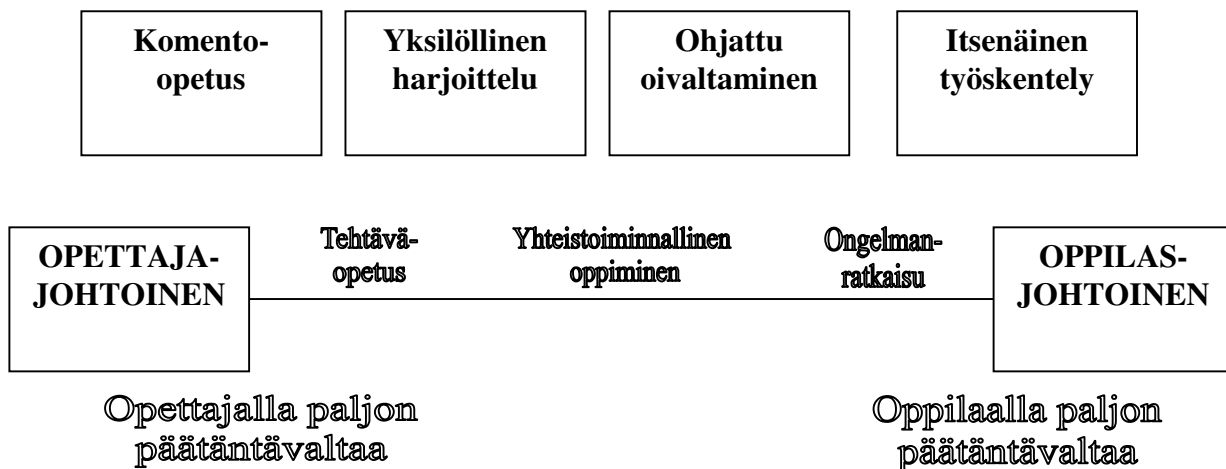 Komento-
opetus
Yksilöllinen
harjoittelu
Ohjattu
oivaltaminen
Itsenäinen
työskentely
OPETTAJA-
JOHTOINEN
Tehtävä-
opetus
Yhteistoiminnallinen
oppiminen
Ongelman-
ratkaisu
OPPILAS-
JOHTOINEN
Opettajalla paljon
päätäntävaltaa
Oppilaalla paljon
päätäntävaltaa